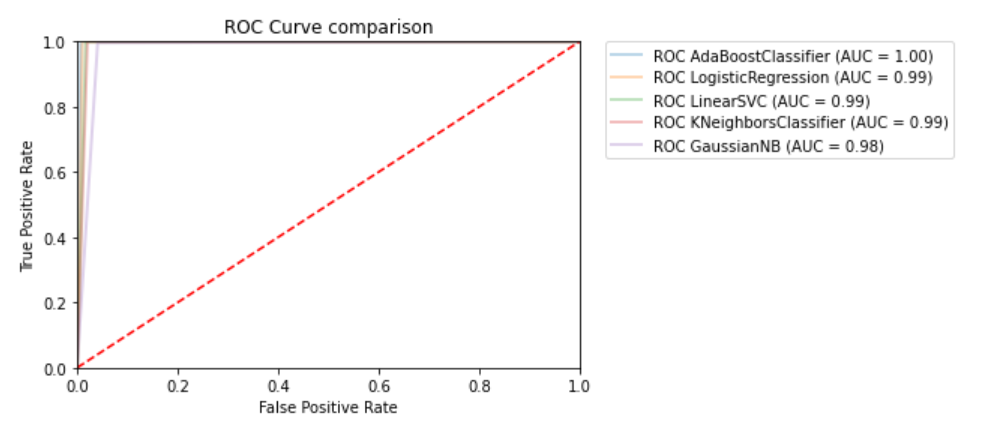 ROC Curve comparison
1.0
0.8
0.6
0.4
0.2
0.0
True Positive Rate
0.0 0.2 0.4 0.6 0.8 1.0
False Positive Rate
ROC AdaBoostClassifier (AUC = 1.00)
ROC LogisticRegression (AUC = 0.99)
ROC LinearSVC (AUC = 0.99)
ROC KNeighborsClassifier (AUC = 0.99)
ROC GaussianNB (AUC = 0.98)